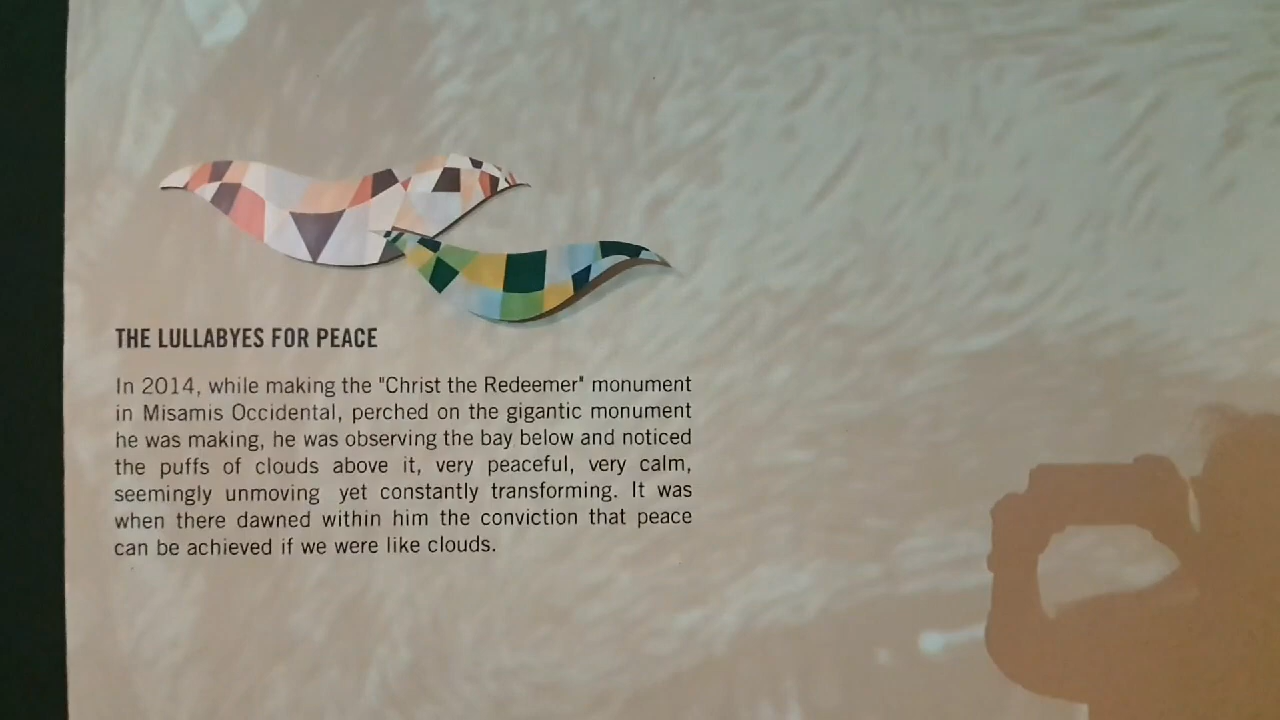 THE LULLABYES FOR PEACE
In 2014, while making the "Christ the Redeemer" monument
in Misamis Occidental, perched on the gigantic monument
he was making, he was observing the bay below and noticed
the puffs of clouds above it, very peaceful, very calm,
seemingly unmoving yet constantly transforming. It was
when there dawned within him the conviction that peace
can be achieved if we were like clouds.